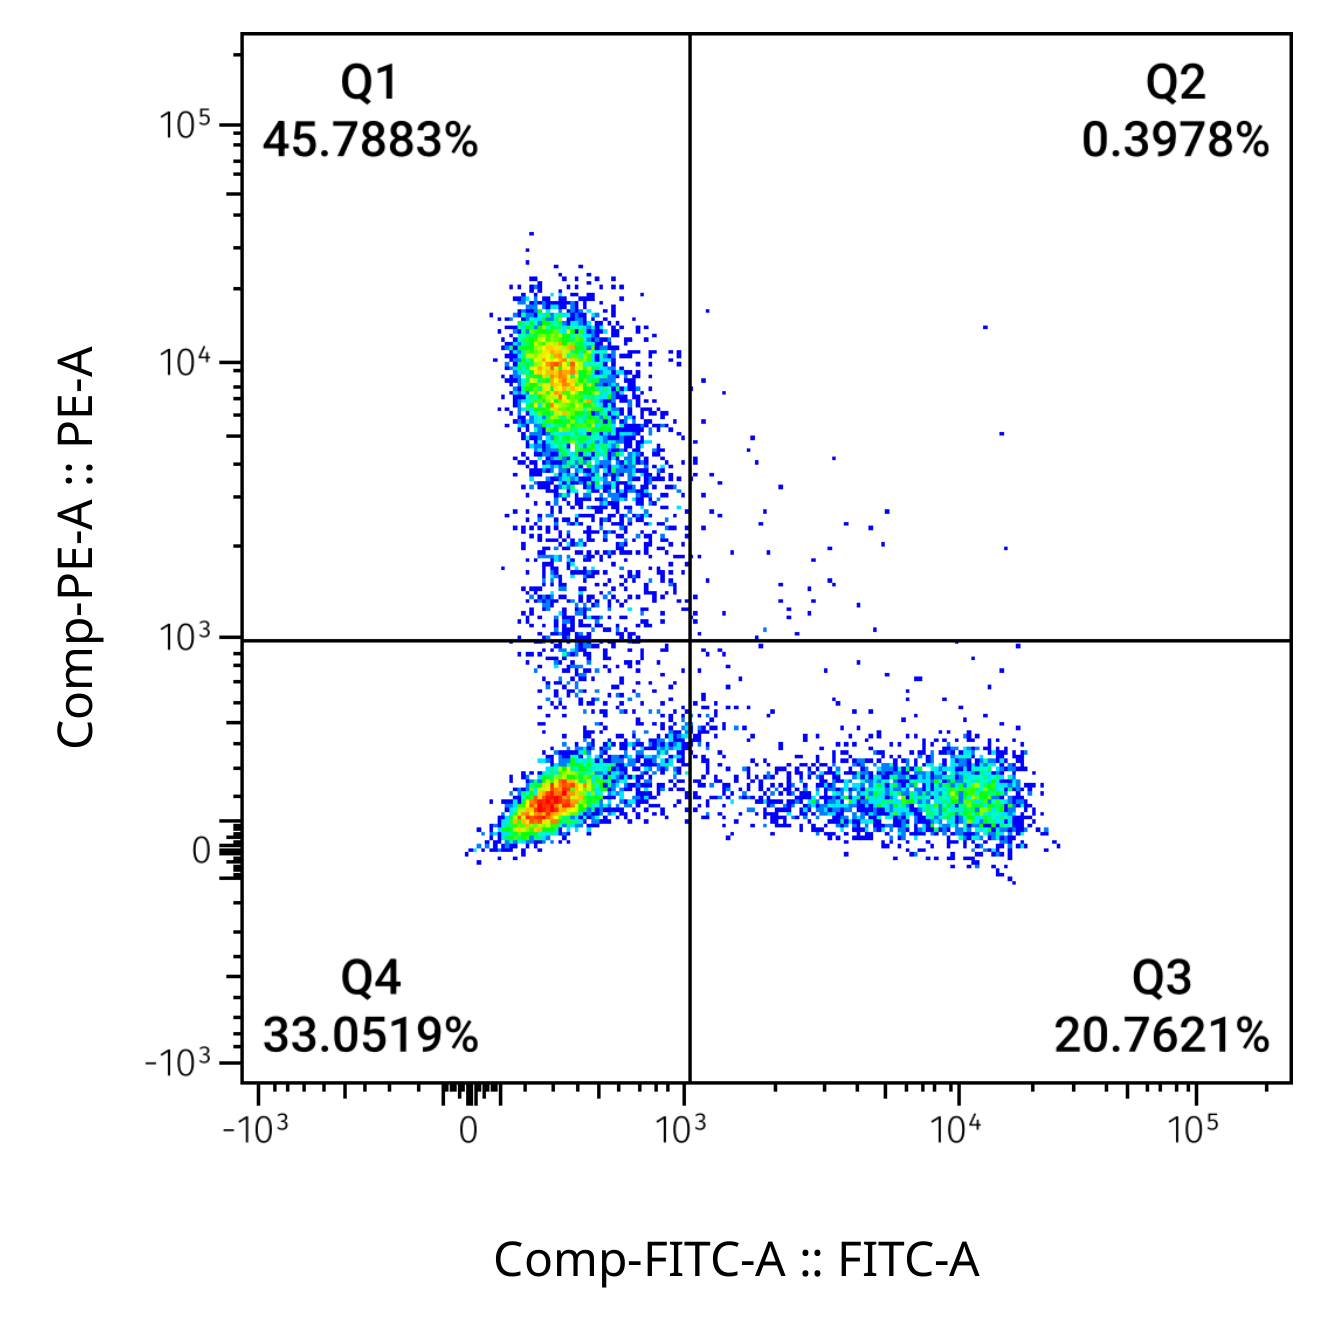 Q1
45.7883%
Q2
0.3978%
10⁵
10⁴
10³
0
-10³
Comp-PE-A :: PE-A
Q4
33.0519%
Q3
20.7621%
-10³
0
10³
10⁴
10⁵
Comp-FITC-A :: FITC-A